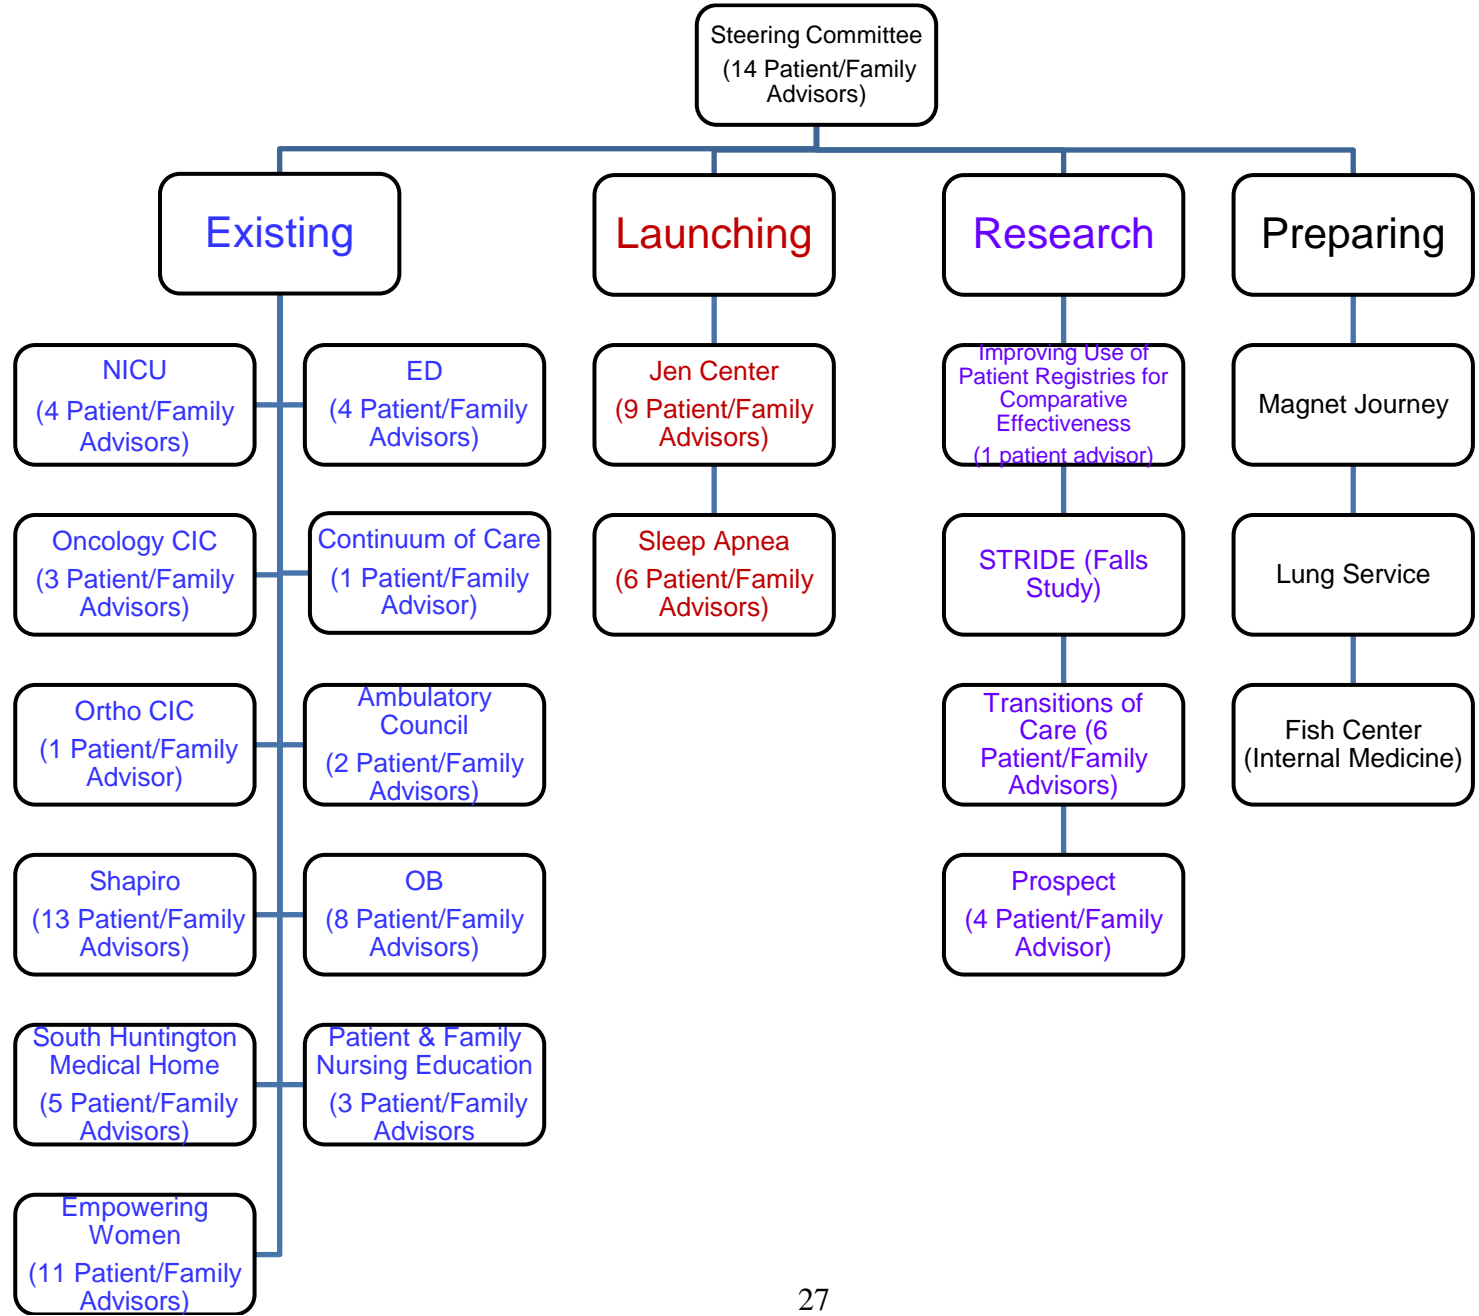 Steering Committee
(14 Patient/Family
Advisors)
Existing
Launching
Research
Preparing
NICU
(4 Patient/Family
Advisors)
ED
(4 Patient/Family
Advisors)
Jen Center
(9 Patient/Family
Advisors)
Improving Use of
Patient Registries for
Comparative
Effectiveness
(1 patient advisor)
Magnet Journey
Oncology CIC
(3 Patient/Family
Advisors)
Continuum of Care
(1 Patient/Family
Advisor)
Sleep Apnea
(6 Patient/Family
Advisors)
STRIDE (Falls
Study)
Lung Service
Ortho CIC
(1 Patient/Family
Advisor)
Ambulatory
Council
(2 Patient/Family
Advisors)
Transitions of
Care (6
Patient/Family
Advisors)
Fish Center
(Internal Medicine)
Shapiro
(13 Patient/Family
Advisors)
OB
(8 Patient/Family
Advisors)
Prospect
(4 Patient/Family
Advisor)
South Huntington
Medical Home
(5 Patient/Family
Advisors)
Patient & Family
Nursing Education
(3 Patient/Family
Advisors
Empowering
Women
(11 Patient/Family
Advisors)
27